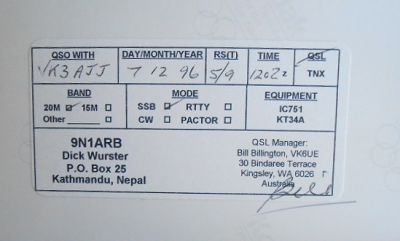 QSO WITH DAY/MONTH/YEAR RS(T) TIME QSL
VK3AJJ 7 12 96 5/9 1202 z TNX
BAND MODE EQUIPMENT
20M ☑ 15M ☐ SSB ☑ RTTY ☐ IC751
Other ______ ☐ CW ☐ PACTOR ☐ KT34A
9N1ARB
Dick Wurster
P.O. Box 25
Kathmandu, Nepal
QSL Manager:
Bill Billington, VK6UE
30 Bindaree Terrace
Kingsley, WA 6026
Australia